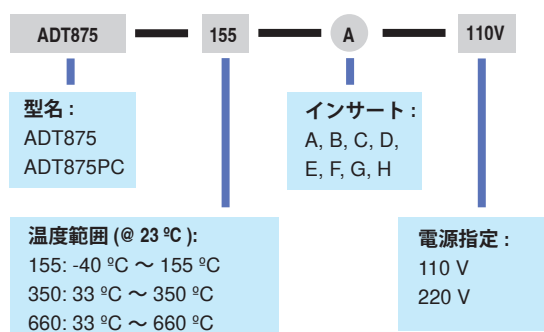 ADT875 155 A 110V
型名 :
ADT875
ADT875PC
インサート :
A, B, C, D,
E, F, G, H
温度範囲 (@ 23 ºC ):
155: -40 ºC ~ 155 ºC
350: 33 ºC ~ 350 ºC
660: 33 ºC ~ 660 ºC
電源指定 :
110 V
220 V